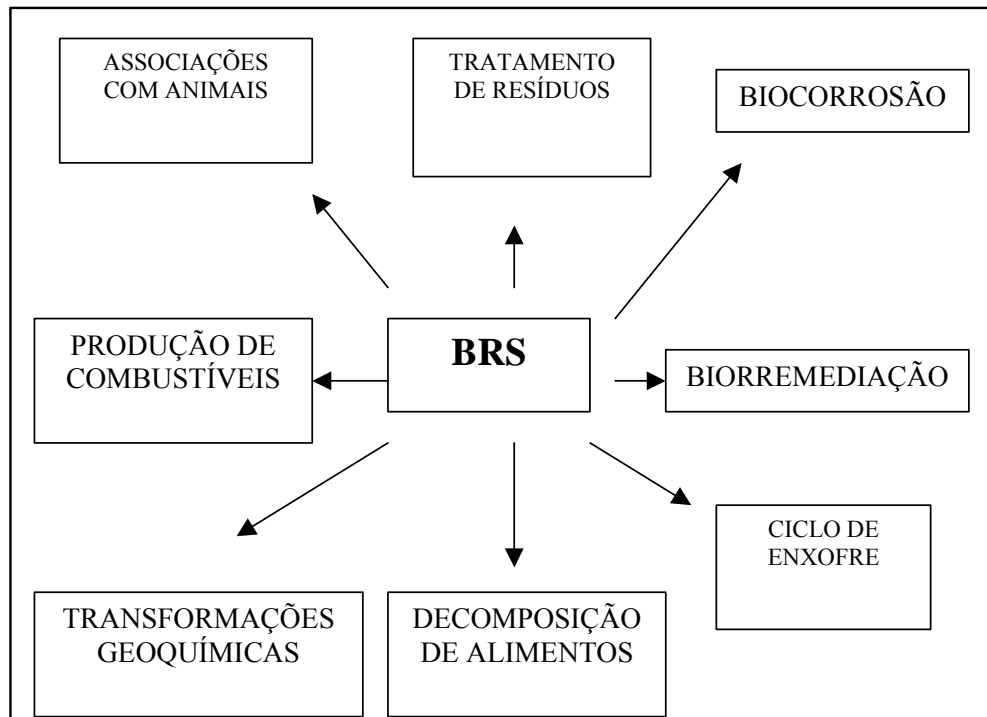 ASSOCIAÇÕES
COM ANIMAIS
TRATAMENTO
DE RESÍDUOS
BIOCORROSÃO
PRODUÇÃO DE
COMBUSTÍVEIS
BRS
BIORREMEDIAÇÃO
CICLO DE
ENXOFRE
TRANSFORMAÇÕES
GEOQUÍMICAS
DECOMPOSIÇÃO
DE ALIMENTOS